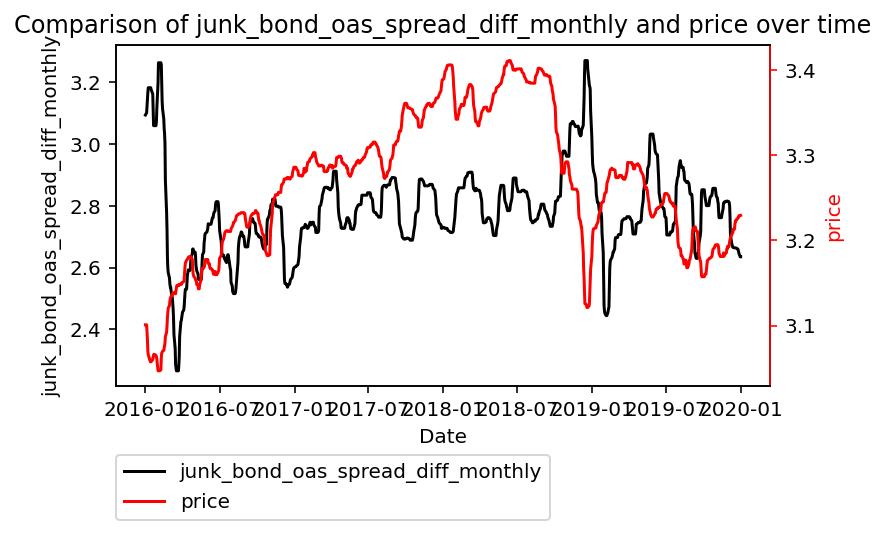 Comparison of junk_bond_oas_spread_diff_monthly and price over time
junk_bond_oas_spread_diff_monthly
3.2
3.0
2.8
2.6
2.4
3.4
3.3
3.2
3.1
price
2016-01 2016-07 2017-01 2017-07 2018-01 2018-07 2019-01 2019-07 2020-01
Date
junk_bond_oas_spread_diff_monthly
price